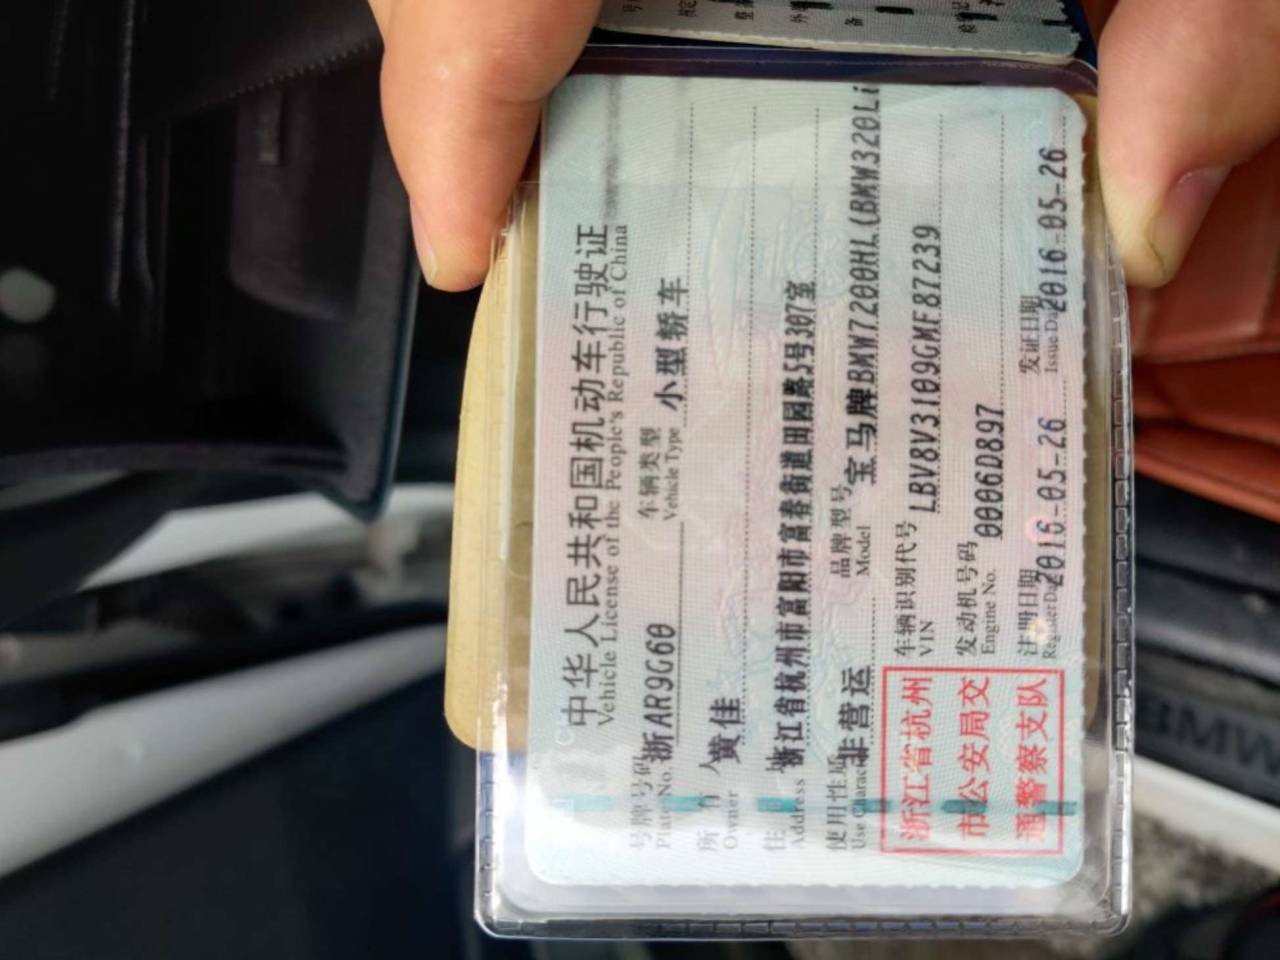 中华人民共和国机动车行驶证
Vehicle License of the People's Republic of China
号牌号码 浙AR9G60 车辆类型 小型轿车
Plate No. Vehicle Type
所有人 黄佳
Owner
住址 浙江省杭州市富阳市富春街道田园路5号307室
Address
使用性质 非营运 品牌型号 宝马牌BMW7200HL(BMW320Li
Use Charac Model
浙江省杭州
市公安局交
通警察支队
车辆识别代号 LBV8V3109GMF87239
VIN
发动机号码 0006D897
Engine No.
注册日期 2016-05-26 发证日期 2016-05-26
Register Da Issue Da
BMW